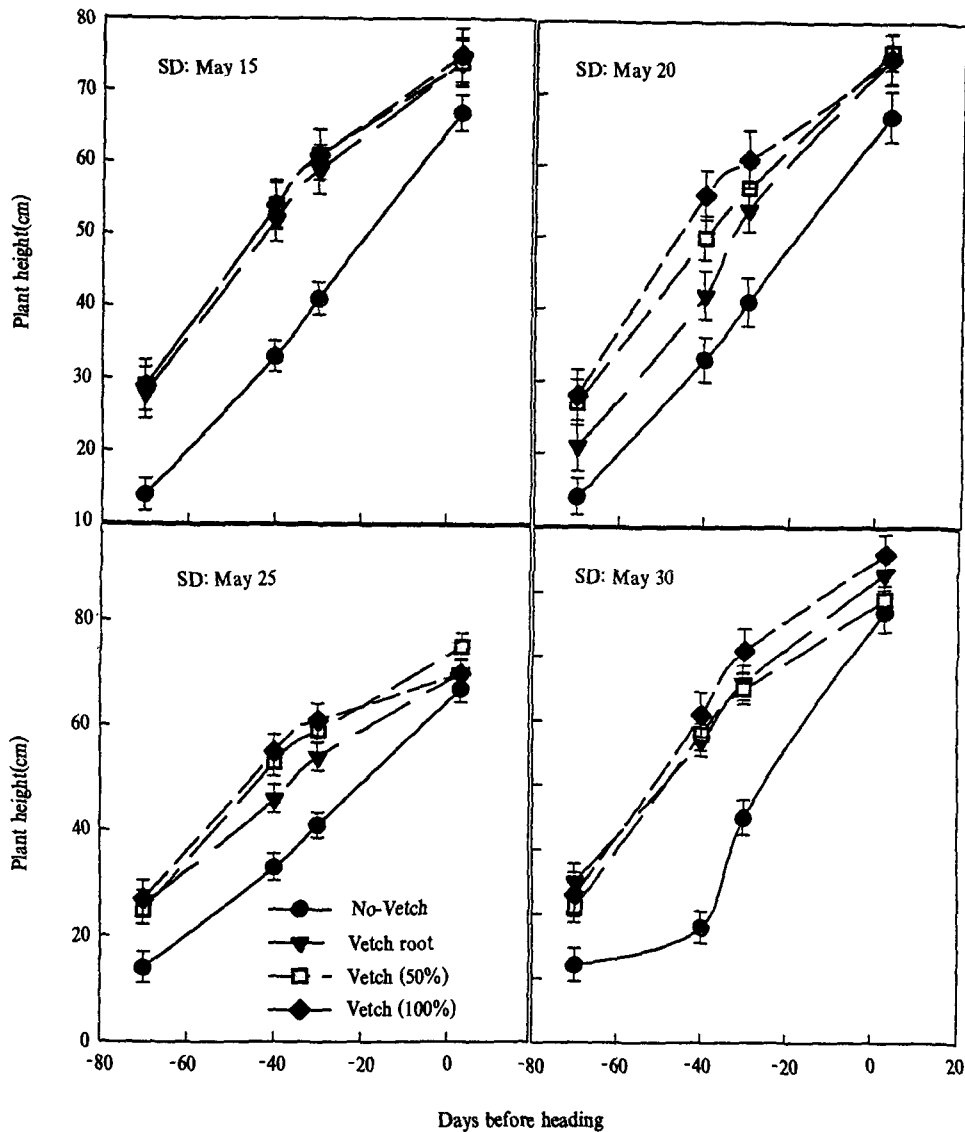 80
70
60
50
40
30
20
10
Plant height(cm)
SD: May 15
SD: May 20
80
60
40
20
0
Plant height(cm)
SD: May 25
No-Vetch
Vetch root
Vetch (50%)
Vetch (100%)
SD: May 30
-80
-60
-40
-20
0
-80
-60
-40
-20
0
20
Days before heading